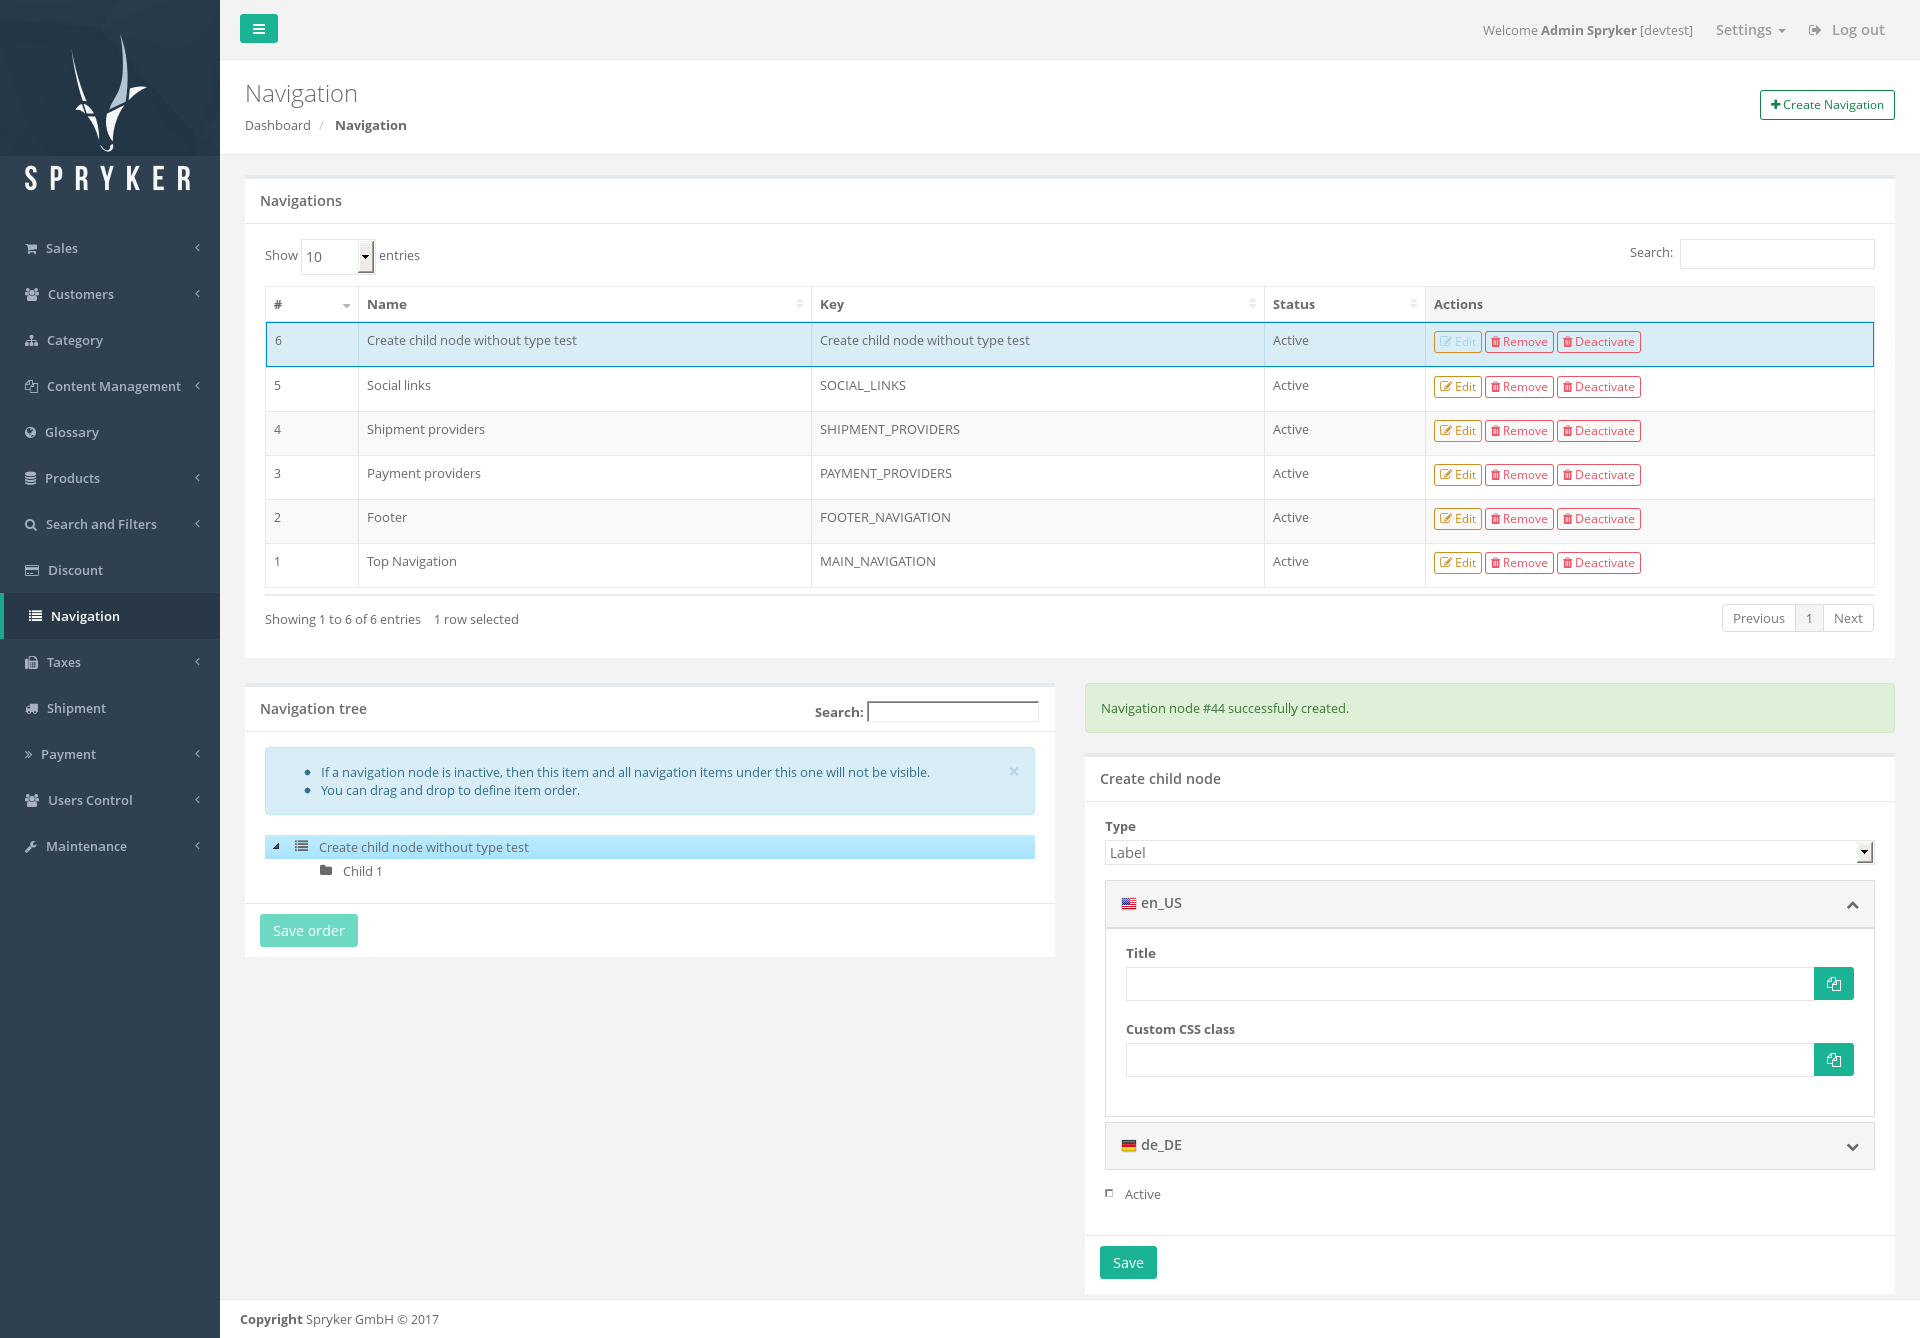 Welcome Admin Spryker [devtest] Settings Log out
SPRYKER
Sales
Customers
Category
Content Management
Glossary
Products
Search and Filters
Discount
Navigation
Taxes
Shipment
Payment
Users Control
Maintenance
Navigation
Dashboard / Navigation
Create Navigation
Navigations
Show 10 entries Search:
# Name Key Status Actions
6 Create child node without type test Create child node without type test Active Edit Remove Deactivate
5 Social links SOCIAL_LINKS Active Edit Remove Deactivate
4 Shipment providers SHIPMENT_PROVIDERS Active Edit Remove Deactivate
3 Payment providers PAYMENT_PROVIDERS Active Edit Remove Deactivate
2 Footer FOOTER_NAVIGATION Active Edit Remove Deactivate
1 Top Navigation MAIN_NAVIGATION Active Edit Remove Deactivate
Showing 1 to 6 of 6 entries 1 row selected Previous 1 Next
Navigation tree Search:
If a navigation node is inactive, then this item and all navigation items under this one will not be visible. ×
You can drag and drop to define item order.
Create child node without type test
Child 1
Save order
Navigation node #44 successfully created.
Create child node
Type
Label
en_US
Title
Custom CSS class
de_DE
Active
Save
Copyright Spryker GmbH © 2017